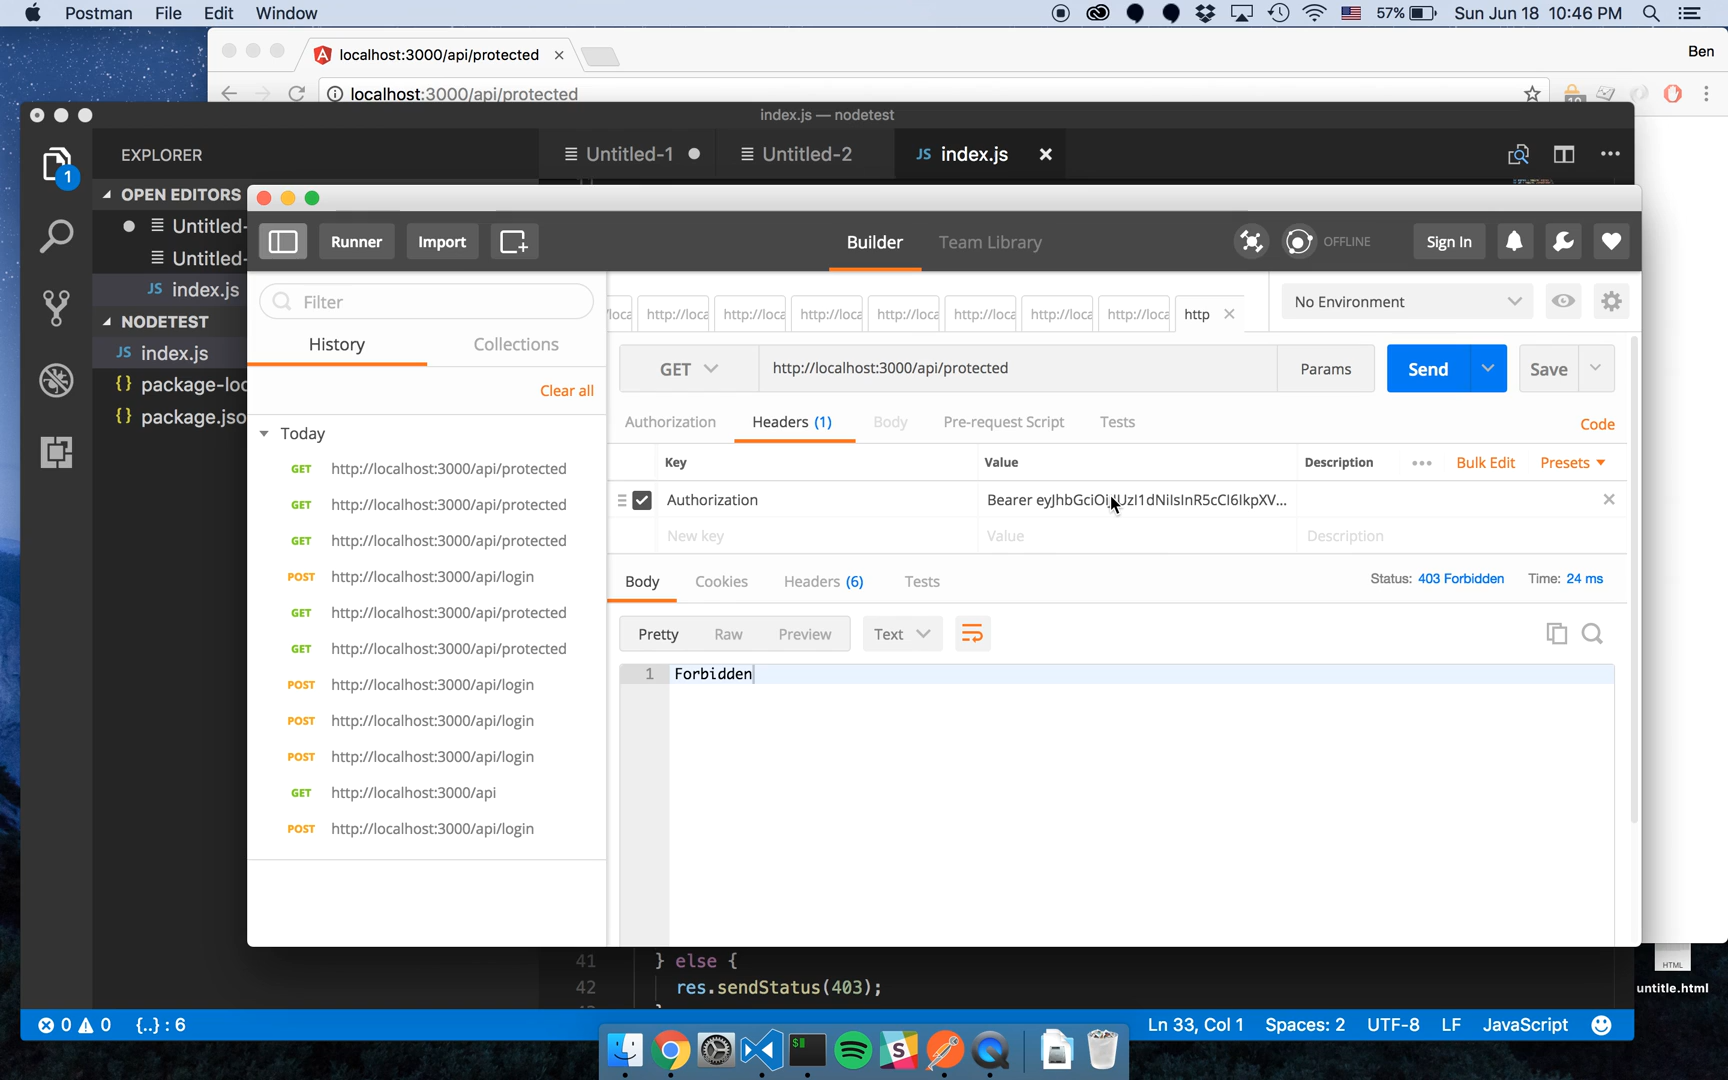 Postman File Edit Window 57% Sun Jun 18 10:46 PM
localhost:3000/api/protected Ben
localhost:3000/api/protected
index.js — nodetest
EXPLORER Untitled-1 Untitled-2 JS index.js
1
OPEN EDITORS
Untitled-
Untitled-
JS index.js
NODETEST
JS index.js
{} package-loc
{} package.jso
Runner Import Builder Team Library OFFLINE Sign In
Filter
/loca http://loca http://loca http://loca http://loca http://loca http://loca http://loca http No Environment
History Collections
GET http://localhost:3000/api/protected Params Send Save
Clear all
Authorization Headers (1) Body Pre-request Script Tests Code
Today
Key Value Description Bulk Edit Presets
GET http://localhost:3000/api/protected
Authorization
GET http://localhost:3000/api/protected
New key Value Description
GET http://localhost:3000/api/protected
POST http://localhost:3000/api/login
Body Cookies Headers (6) Tests Status: 403 Forbidden Time: 24 ms
GET http://localhost:3000/api/protected
Pretty Raw Preview Text
GET http://localhost:3000/api/protected
1 Forbidden
POST http://localhost:3000/api/login
POST http://localhost:3000/api/login
POST http://localhost:3000/api/login
GET http://localhost:3000/api
POST http://localhost:3000/api/login
41 } else {
42 res.sendStatus(403);
HTML
untitle.html
0 0 {..} : 6 Ln 33, Col 1 Spaces: 2 UTF-8 LF JavaScript